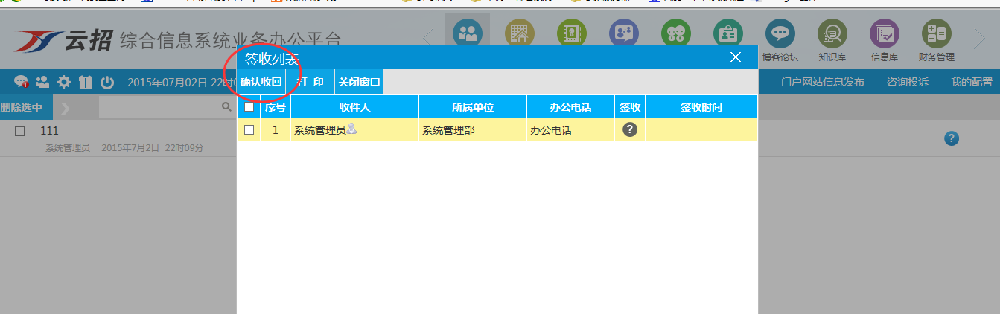 云招 综合信息系统业务办公平台
博客论坛 知识库 信息库 财务管理
签收列表
2015年07月02日 22时0
门户网站信息发布 咨询投诉 我的配置
确认收回 打 印 关闭窗口
删除选中
序号 收件人 所属单位 办公电话 签收 签收时间
111
1 系统管理员 系统管理部 办公电话 ?
?
系统管理员 2015年7月2日 22时09分